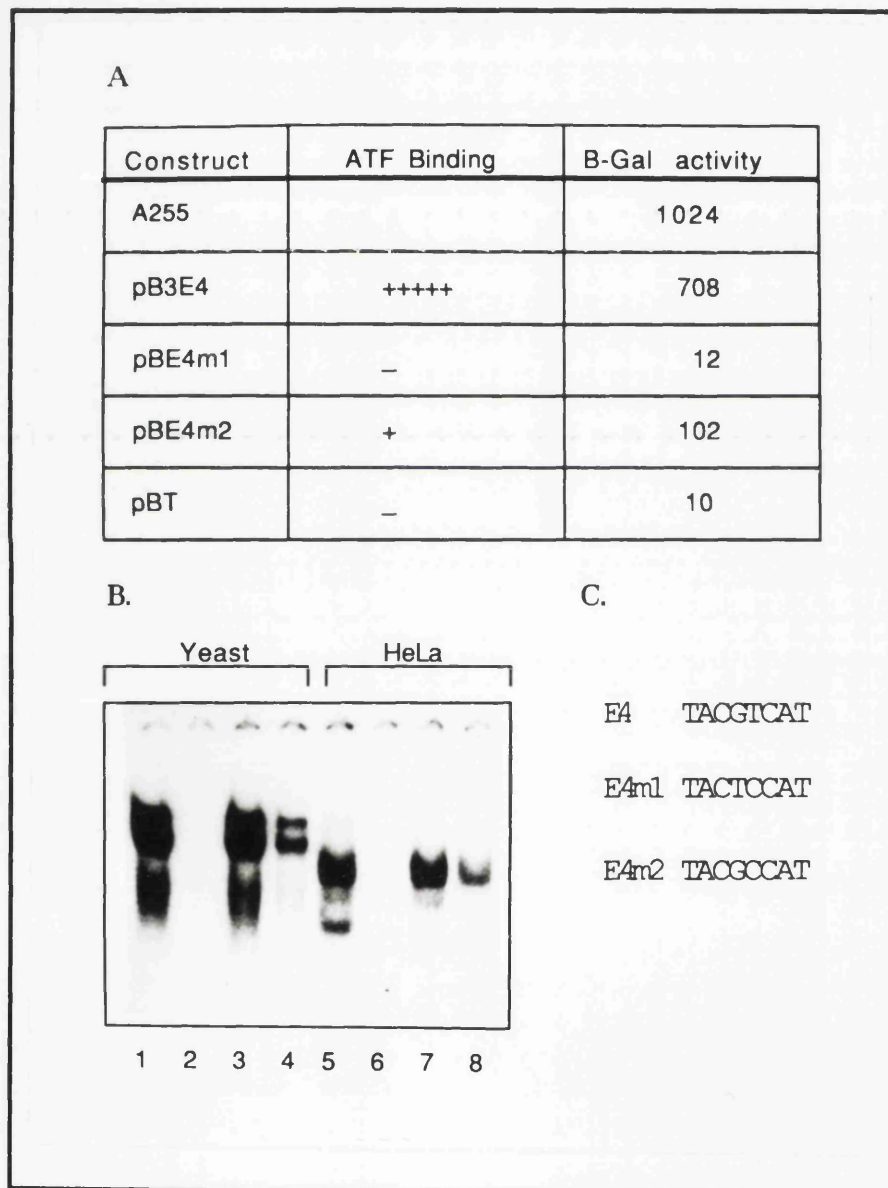 A
Construct ATF Binding B-Gal activity
A255 1024
pB3E4 +++++ 708
pBE4m1 _ 12
pBE4m2 + 102
pBT _ 10
B.
C.
Yeast HeLa
E4 TACGTCAT
E4m1 TACTCCAT
E4m2 TACGCCAT
1 2 3 4 5 6 7 8